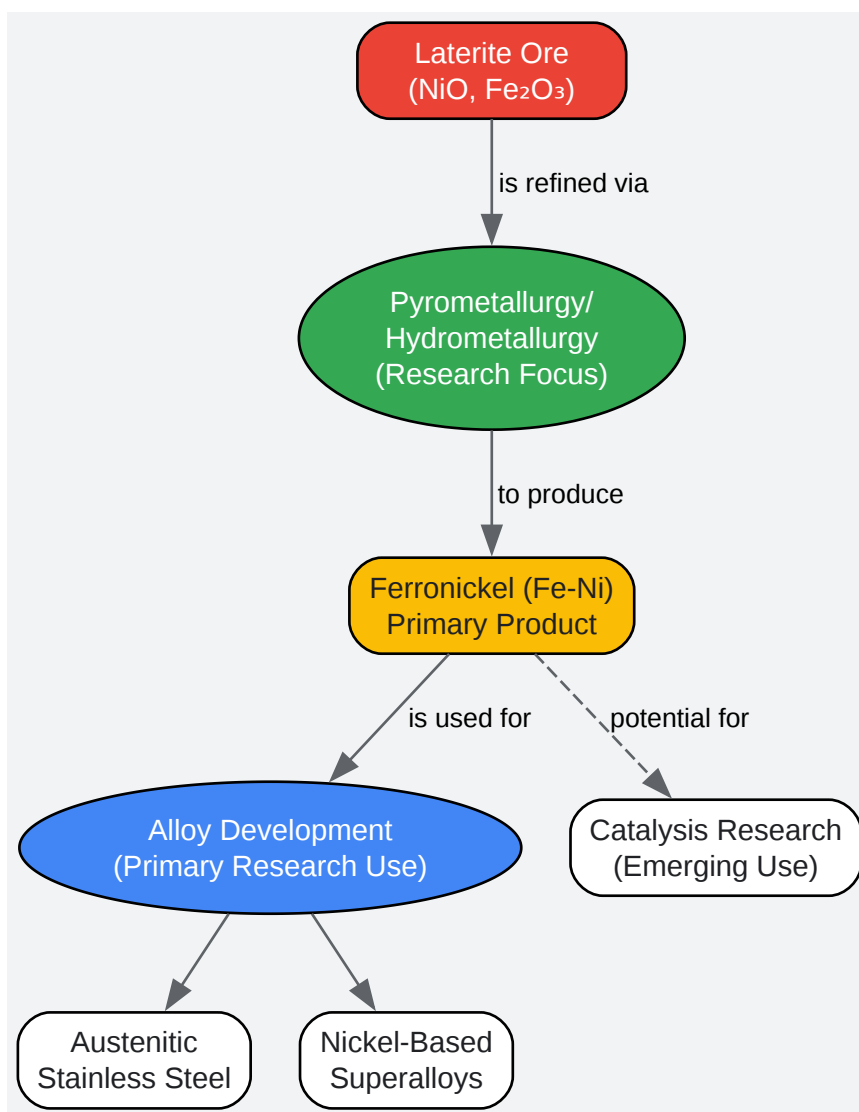 Laterite Ore
(NiO, Fe₂O₃)
is refined via
Pyrometallurgy/
Hydrometallurgy
(Research Focus)
to produce
Ferronickel (Fe-Ni)
Primary Product
is used for
potential for
Alloy Development
(Primary Research Use)
Catalysis Research
(Emerging Use)
Austenitic
Stainless Steel
Nickel-Based
Superalloys